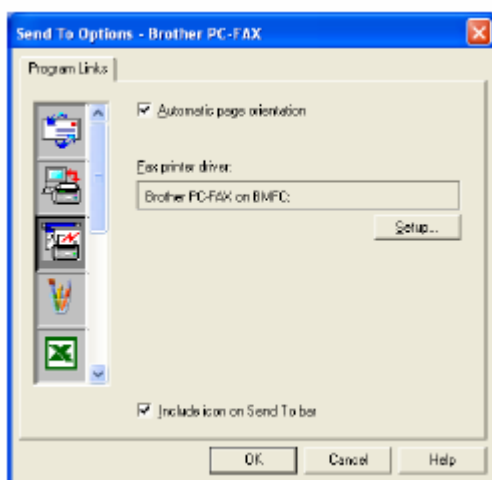 Send To Options - Brother PC-FAX
Program Links
Automatic page orientation
Fax printer driver:
Brother PC-FAX on BMFC:
Setup...
Include icon on Send To bar
OK
Cancel
Help